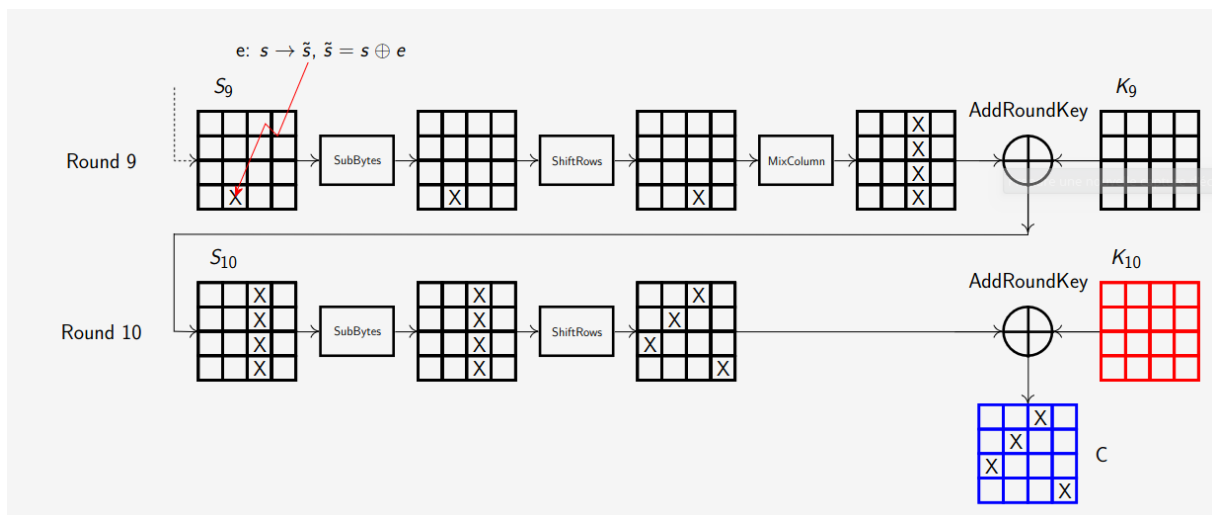 e: s → s̃, s̃ = s ⊕ e
S9
K9
AddRoundKey
X
X
Round 9
SubBytes
ShiftRows
MixColumn
X
X
X
X
X
X
S10
K10
AddRoundKey
X
X
X
X
X
X
Round 10
SubBytes
ShiftRows
X
X
X
X
X
X
X
X
C
X
X